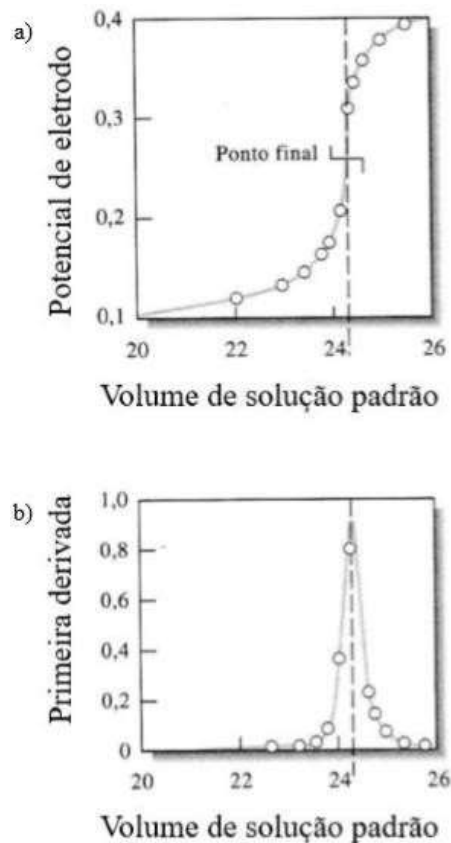 a)
Potencial de eletrodo
0,4
0,3
0,2
0,1
Ponto final
20
22
24
26
Volume de solução padrão
b)
Primeira derivada
1,0
0,8
0,6
0,4
0,2
0
20
22
24
26
Volume de solução padrão